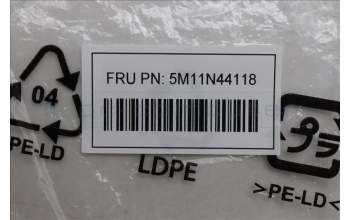 FRU PN: 5M11N44118
04
PE-LD
LDPE
プラ
>PE-LD<